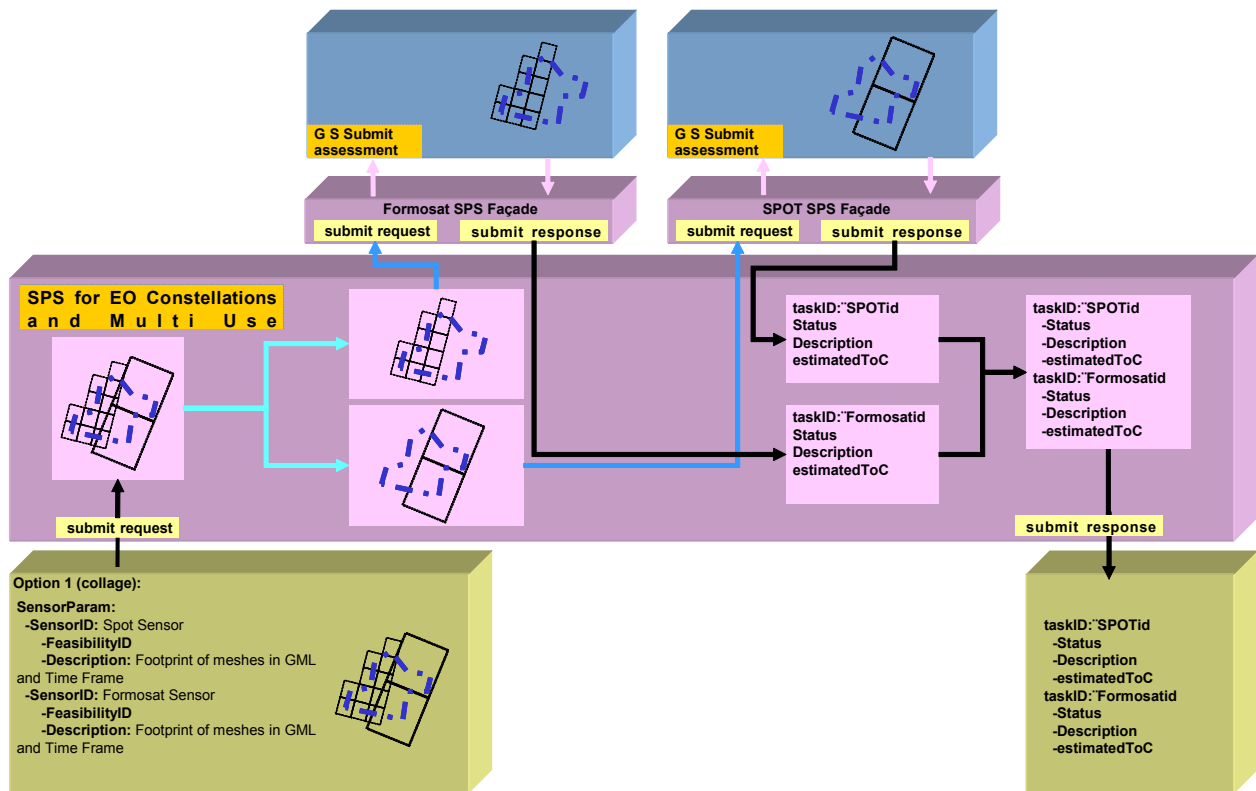 G S Submit
assessment
G S Submit
assessment
Formosat SPS Façade
submit request
submit response
SPOT SPS Façade
submit request
submit response
SPS for EO Constellations
and Multi Use
taskID:¨SPOTid
Status
Description
estimatedToC
taskID:¨Formosatid
Status
Description
estimatedToC
taskID:¨SPOTid
-Status
-Description
-estimatedToC
taskID:¨Formosatid
-Status
-Description
-estimatedToC
submit request
submit response
Option 1 (collage):
SensorParam:
-SensorID: Spot Sensor
-FeasibilityID
-Description: Footprint of meshes in GML
and Time Frame
-SensorID: Formosat Sensor
-FeasibilityID
-Description: Footprint of meshes in GML
and Time Frame
taskID:¨SPOTid
-Status
-Description
-estimatedToC
taskID:¨Formosatid
-Status
-Description
-estimatedToC